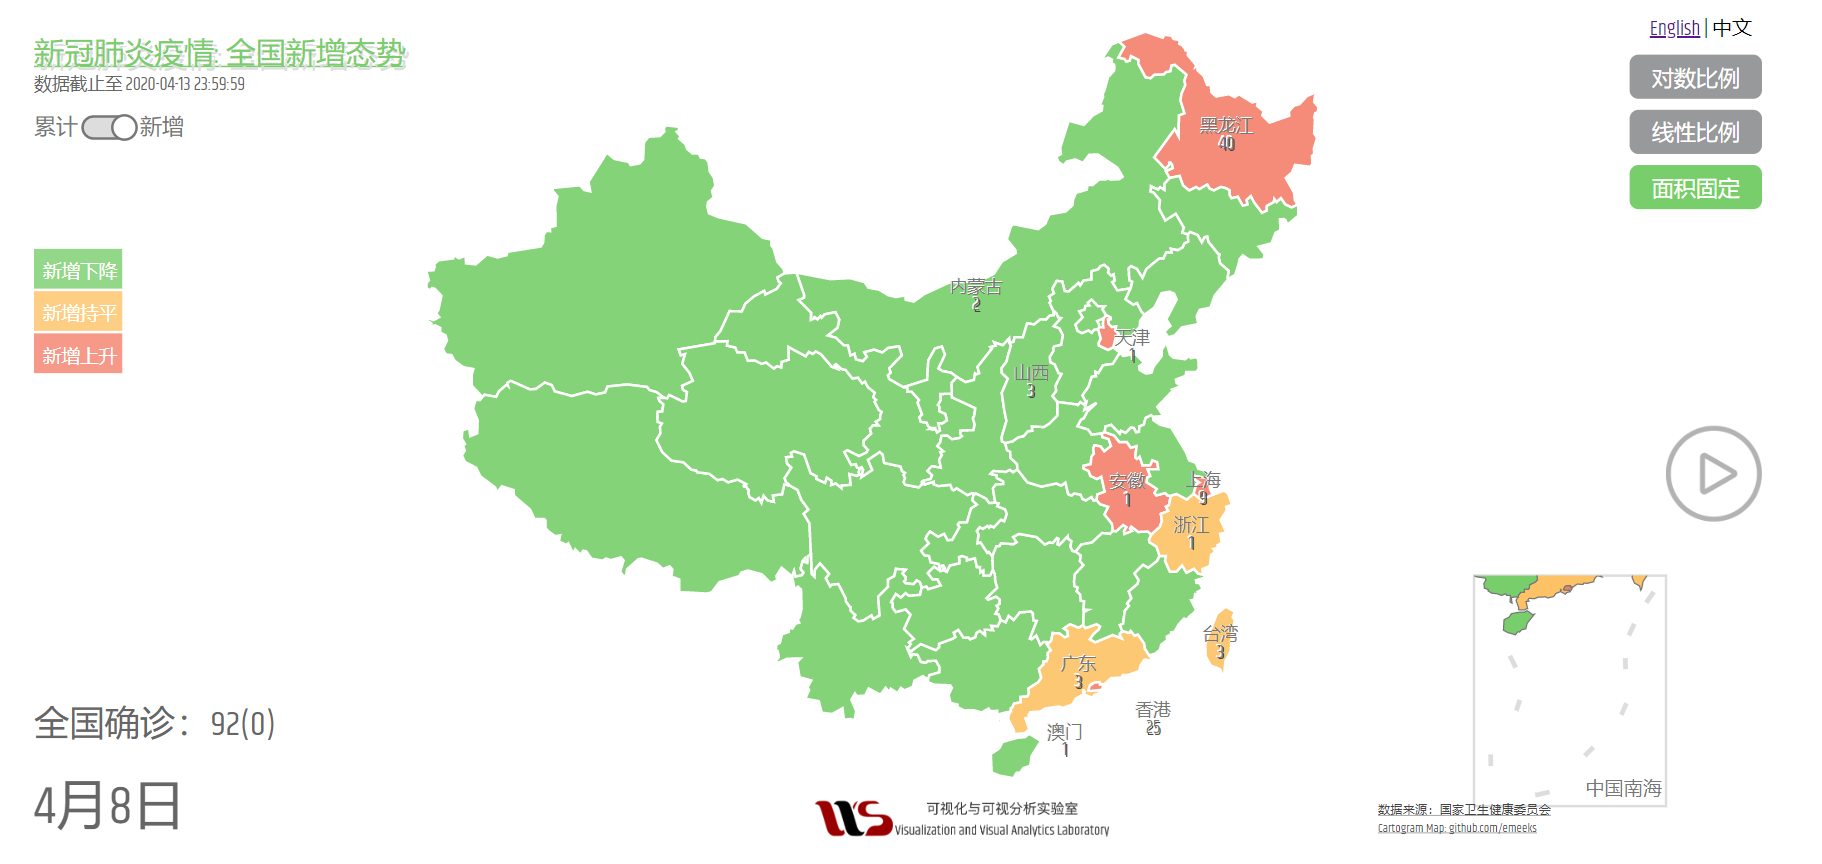 新冠肺炎疫情: 全国新增态势
数据截止至 2020-04-13 23:59:59
累计 新增
English | 中文
对数比例
线性比例
面积固定
新增下降
新增持平
新增上升
黑龙江
40
内蒙古
2
天津
1
山西
3
安徽
1
上海
9
浙江
1
台湾
3
广东
3
香港
25
澳门
1
全国确诊：92(0)
4月8日
可视化与可视分析实验室
Visualization and Visual Analytics Laboratory
中国南海
数据来源：国家卫生健康委员会
Cartogram Map: github.com/emeeks